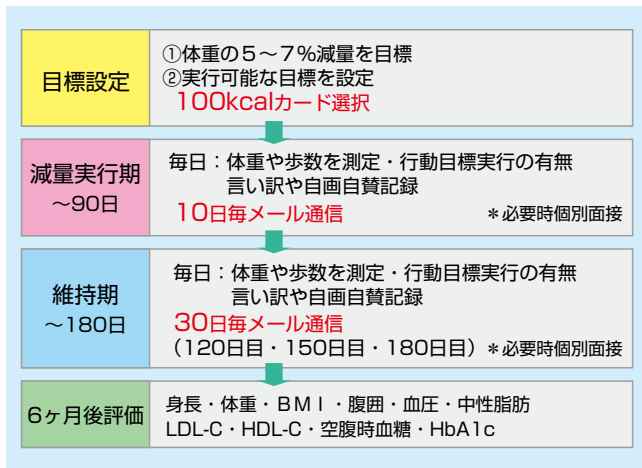 目標設定
①体重の5～7％減量を目標
②実行可能な目標を設定
100kcalカード選択
減量実行期
～90日
毎日：体重や歩数を測定・行動目標実行の有無
言い訳や自画自賛記録
10日毎メール通信 ＊必要時個別面接
維持期
～180日
毎日：体重や歩数を測定・行動目標実行の有無
言い訳や自画自賛記録
30日毎メール通信
（120日目・150日目・180日目）＊必要時個別面接
6ヶ月後評価
身長・体重・ＢＭＩ・腹囲・血圧・中性脂肪
LDL-C・HDL-C・空腹時血糖・HbA1c